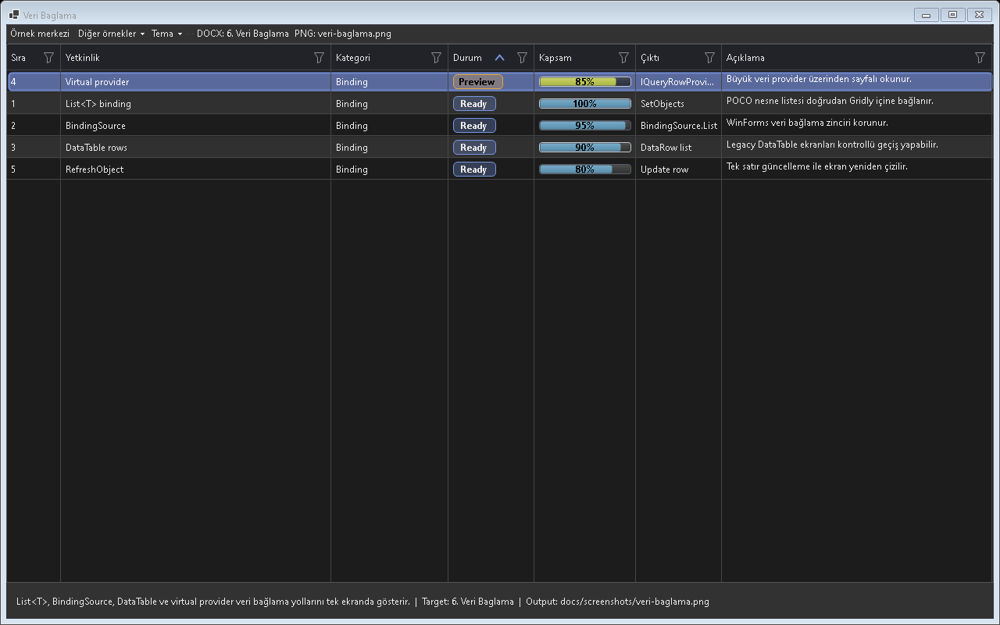 Veri Baglama
Örnek merkezi Diğer örnekler Tema DOCX: 6. Veri Baglama PNG: veri-baglama.png
Sıra Yetkinlik Kategori Durum Kapsam Çıktı Açıklama
4 Virtual provider Binding Preview 85% IQueryRowProvi... Büyük veri provider üzerinden sayfalı okunur.
1 List<T> binding Binding Ready 100% SetObjects POCO nesne listesi doğrudan Gridly içine bağlanır.
2 BindingSource Binding Ready 95% BindingSource.List WinForms veri bağlama zinciri korunur.
3 DataTable rows Binding Ready 90% DataRow list Legacy DataTable ekranları kontrollü geçiş yapabilir.
5 RefreshObject Binding Ready 80% Update row Tek satır güncelleme ile ekran yeniden çizilir.
List<T>, BindingSource, DataTable ve virtual provider veri bağlama yollarını tek ekranda gösterir. | Target: 6. Veri Baglama | Output: docs/screenshots/veri-baglama.png